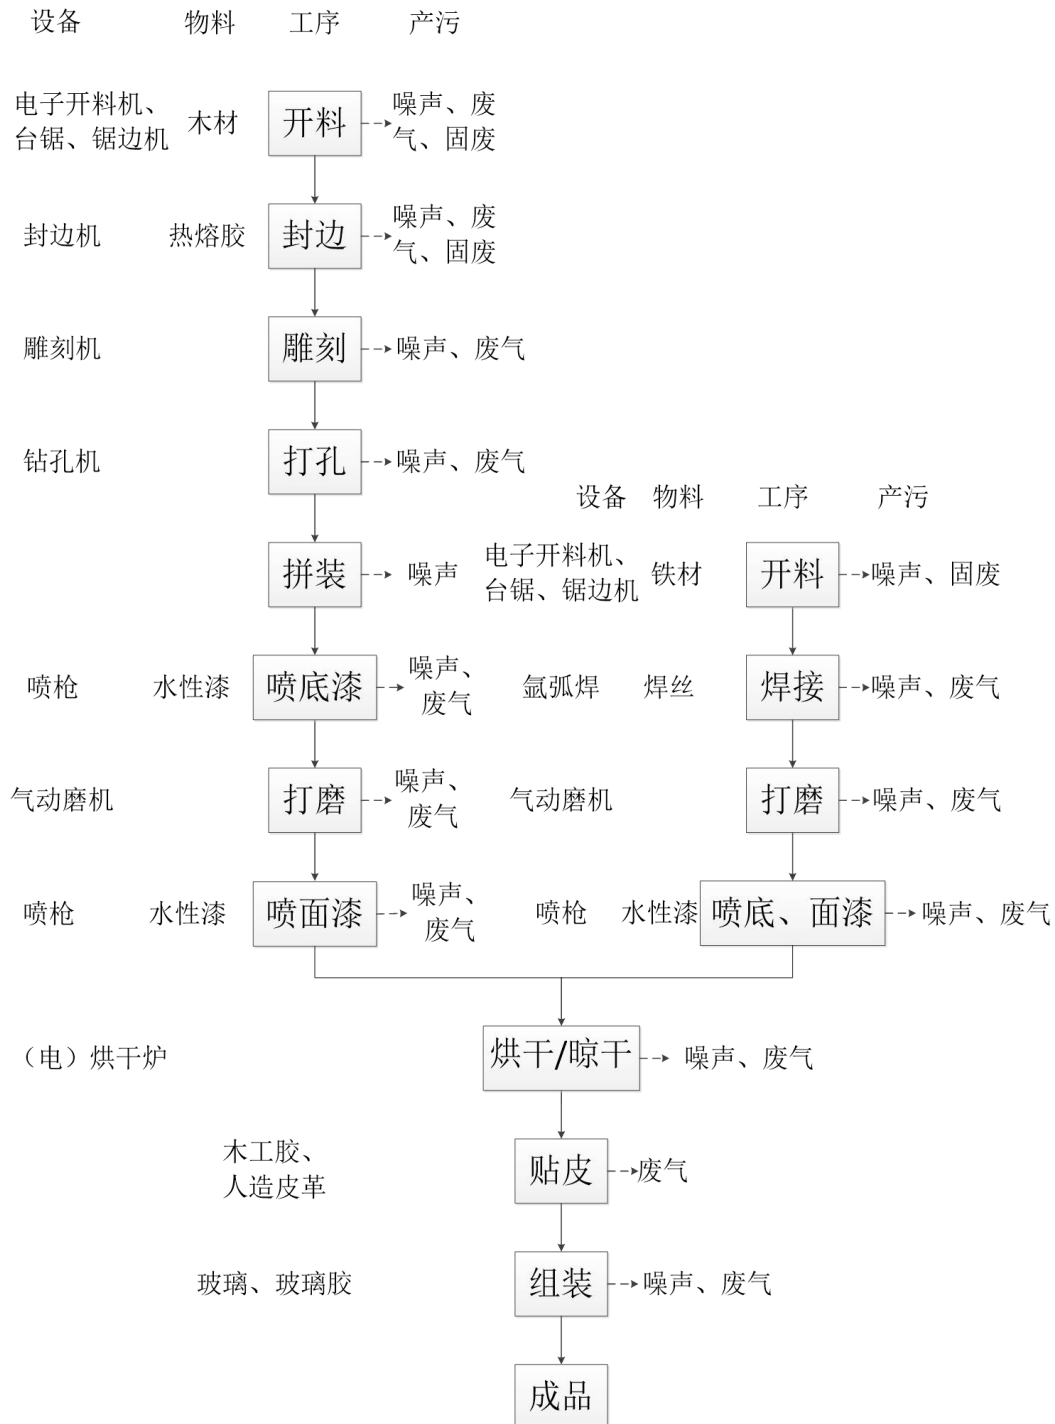 设备 物料 工序 产污
电子开料机、
台锯、锯边机
木材
开料
噪声、废
气、固废
封边机
热熔胶
封边
噪声、废
气、固废
雕刻机
雕刻
噪声、废气
钻孔机
打孔
噪声、废气
拼装
噪声
喷枪
水性漆
喷底漆
噪声、
废气
气动磨机
打磨
噪声、
废气
喷枪
水性漆
喷面漆
噪声、
废气
设备 物料 工序 产污
电子开料机、
台锯、锯边机
铁材
开料
噪声、固废
氩弧焊
焊丝
焊接
噪声、废气
气动磨机
打磨
噪声、废气
喷枪
水性漆
喷底、面漆
噪声、废气
（电）烘干炉
烘干/晾干
噪声、废气
木工胶、
人造皮革
贴皮
废气
玻璃、玻璃胶
组装
噪声、废气
成品